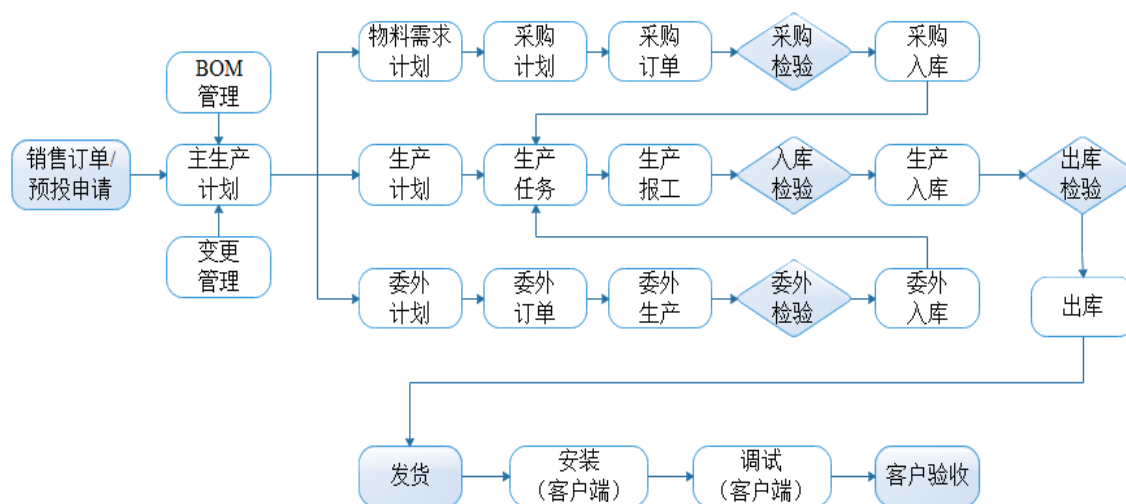 物料需求
计划
采购
计划
采购
订单
采购
检验
采购
入库
BOM
管理
销售订单/
预投申请
主生产
计划
生产
计划
生产
任务
生产
报工
入库
检验
生产
入库
出库
检验
变更
管理
委外
计划
委外
订单
委外
生产
委外
检验
委外
入库
出库
发货
安装
（客户端）
调试
（客户端）
客户验收